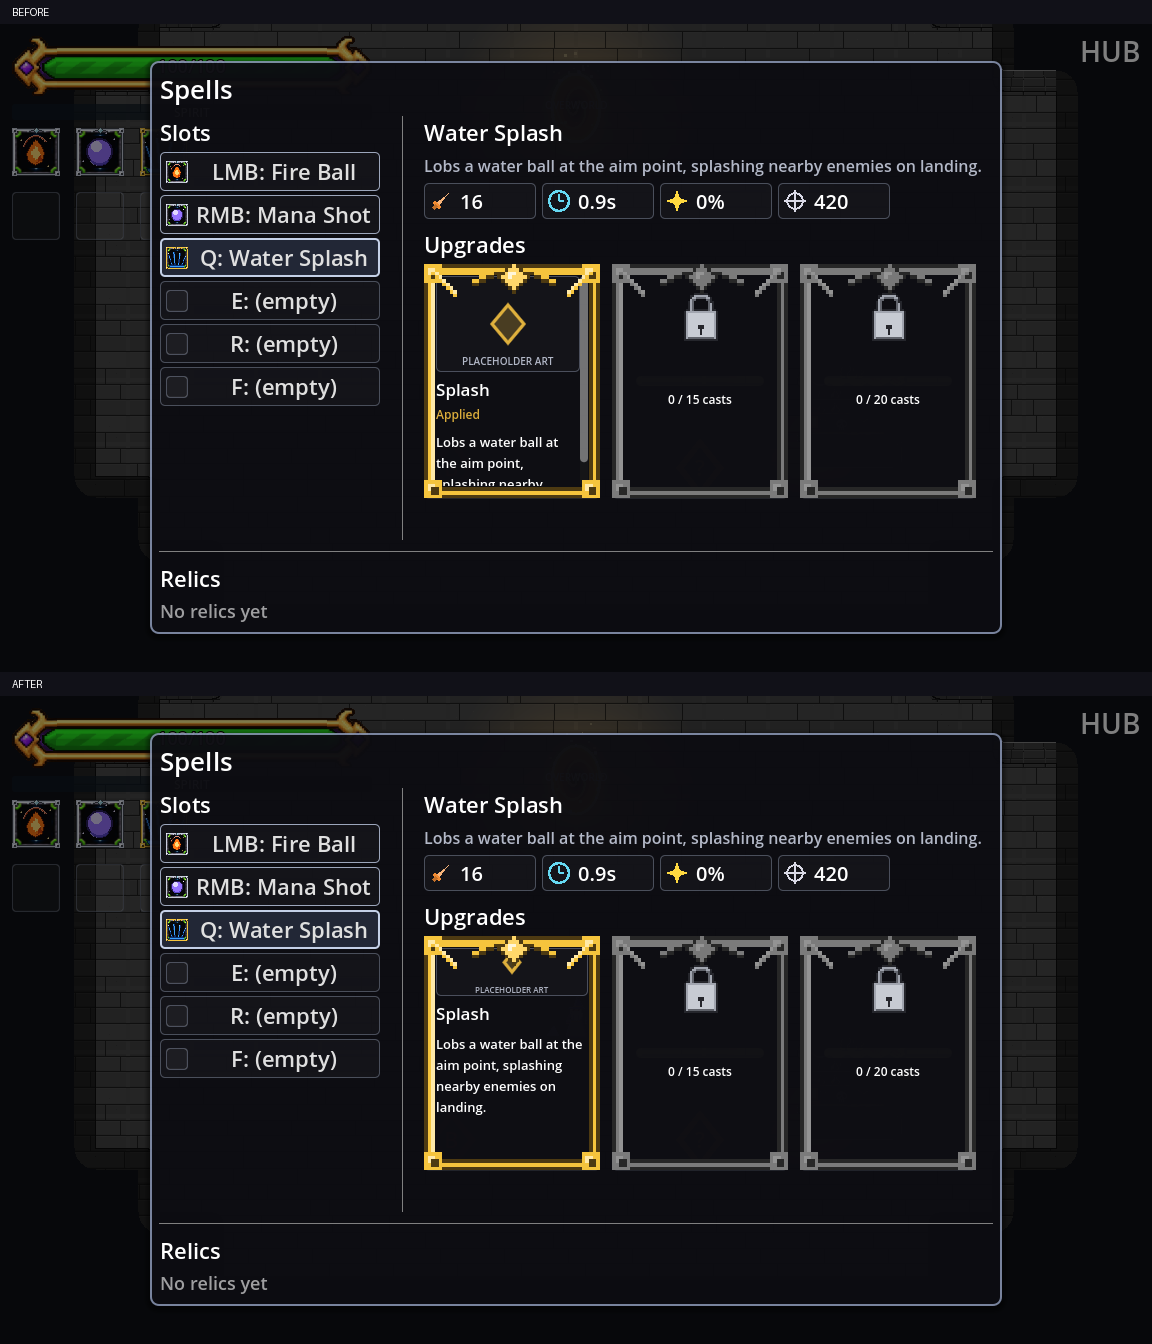 BEFORE
HUB
Spells
Slots
LMB: Fire Ball
RMB: Mana Shot
Q: Water Splash
E: (empty)
R: (empty)
F: (empty)
Water Splash
Lobs a water ball at the aim point, splashing nearby enemies on landing.
16
0.9s
0%
420
Upgrades
PLACEHOLDER ART
Splash
Applied
Lobs a water ball at
the aim point,
splashing nearby
0 / 15 casts
0 / 20 casts
Relics
No relics yet
AFTER
HUB
Spells
Slots
LMB: Fire Ball
RMB: Mana Shot
Q: Water Splash
E: (empty)
R: (empty)
F: (empty)
Water Splash
Lobs a water ball at the aim point, splashing nearby enemies on landing.
16
0.9s
0%
420
Upgrades
PLACEHOLDER ART
Splash
Lobs a water ball at the
aim point, splashing
nearby enemies on
landing.
0 / 15 casts
0 / 20 casts
Relics
No relics yet